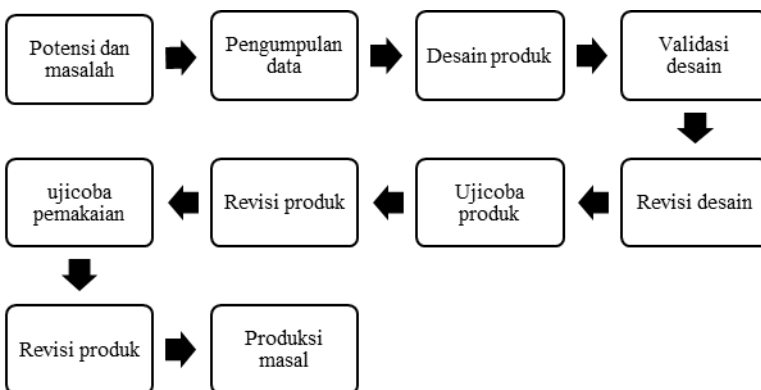 Potensi dan
masalah
Pengumpulan
data
Desain produk
Validasi
desain
Revisi desain
Ujicoba
produk
Revisi produk
ujicoba
pemakaian
Revisi produk
Produksi
masal